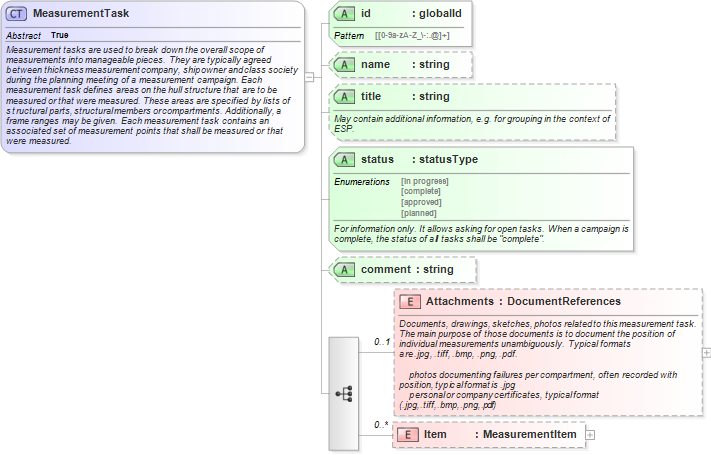 CT MeasurementTask
Abstract True
Measurement tasks are used to break down the overall scope of
measurements into manageable pieces. They are typically agreed
between thickness measurement company, ship owner and class society
during the planning meeting of a measurement campaign. Each
measurement task defines areas on the hull structure that are to be
measured or that were measured. These areas are specified by lists of
structural parts, structural members or compartments. Additionally, a
frame ranges may be given. Each measurement task contains an
associated set of measurement points that shall be measured or that
were measured.
A id : globalId
Pattern [[0-9a-zA-Z_\-:.@]+]
A name : string
A title : string
May contain additional information, e.g. for grouping in the context of
ESP.
A status : statusType
Enumerations [in progress]
[complete]
[approved]
[planned]
For information only. It allows asking for open tasks. When a campaign is
complete, the status of all tasks shall be "complete".
A comment : string
0..1
E Attachments : DocumentReferences
Documents, drawings, sketches, photos related to this measurement task.
The main purpose of those documents is to document the position of
individual measurements unambiguously. Typical formats
are .jpg, .tiff, .bmp, .png, .pdf.
photos documenting failures per compartment, often recorded with
position, typical format is .jpg
personal or company certificates, typical format
(.jpg, .tiff, .bmp, .png, .pdf)
0..*
E Item : MeasurementItem